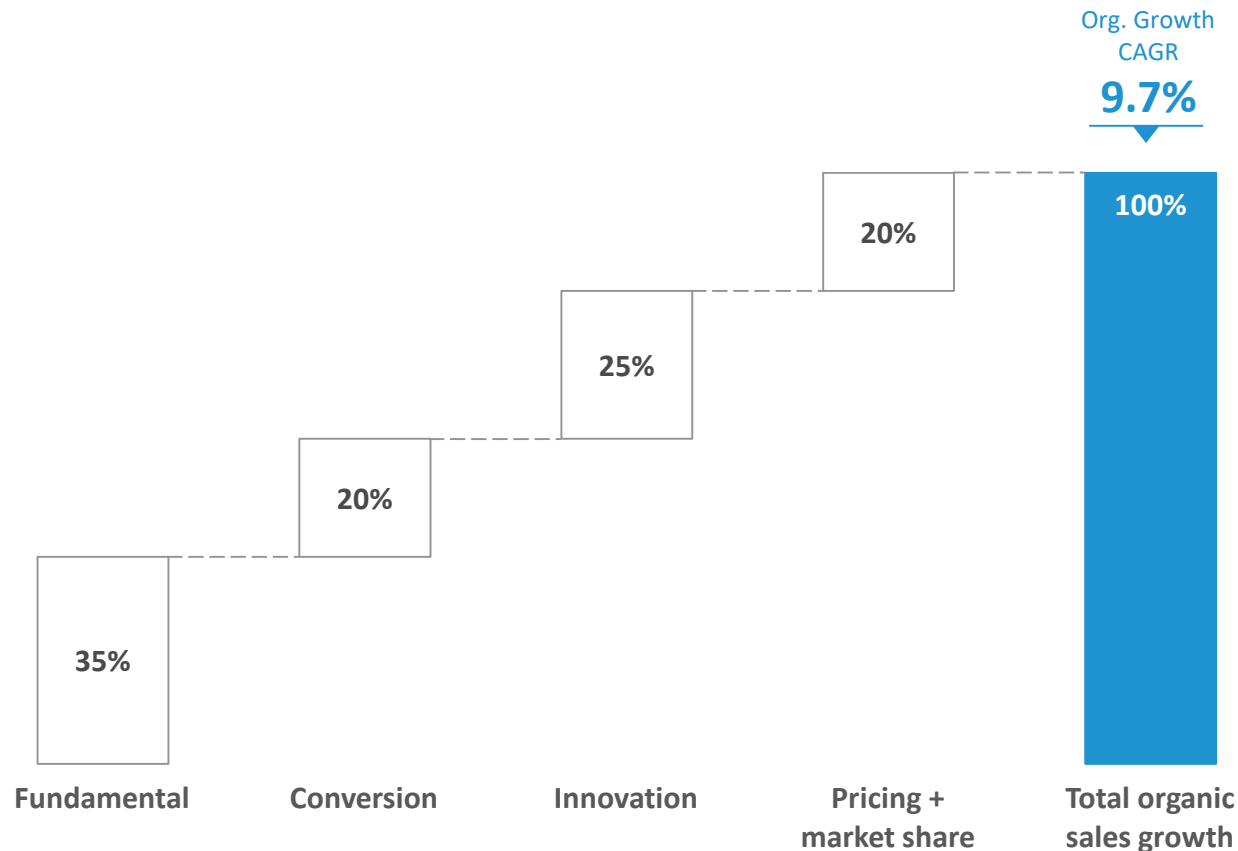 Org. Growth
CAGR
9.7%
100%
20%
25%
20%
35%
Fundamental
Conversion
Innovation
Pricing +
market share
Total organic
sales growth